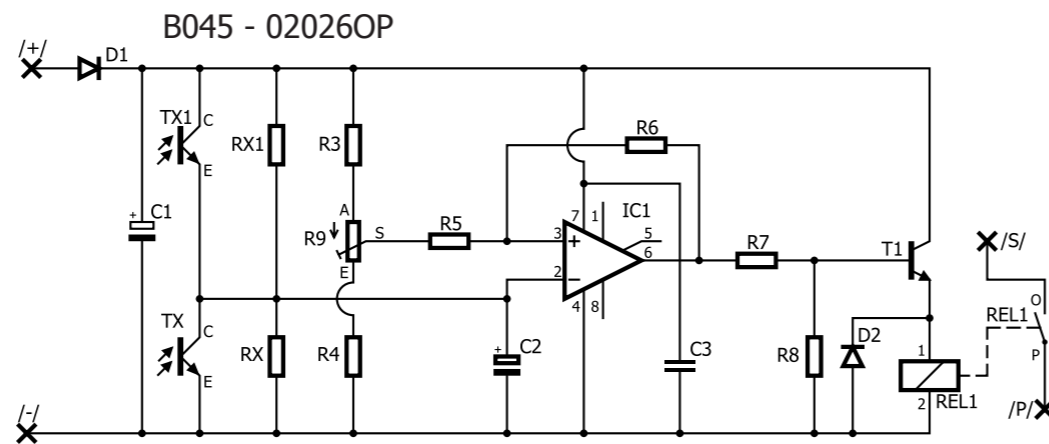 B045 - 02026OP
/+/
D1
TX1
C
E
RX1
R3
R6
C1
+
A
R9
S
E
R5
7
1
IC1
3
+
5
6
2
−
4
8
R7
T1
/S/
TX
C
E
RX
R4
+
C2
C3
R8
D2
1
2
REL1
REL1
O
P
/-/
/P/